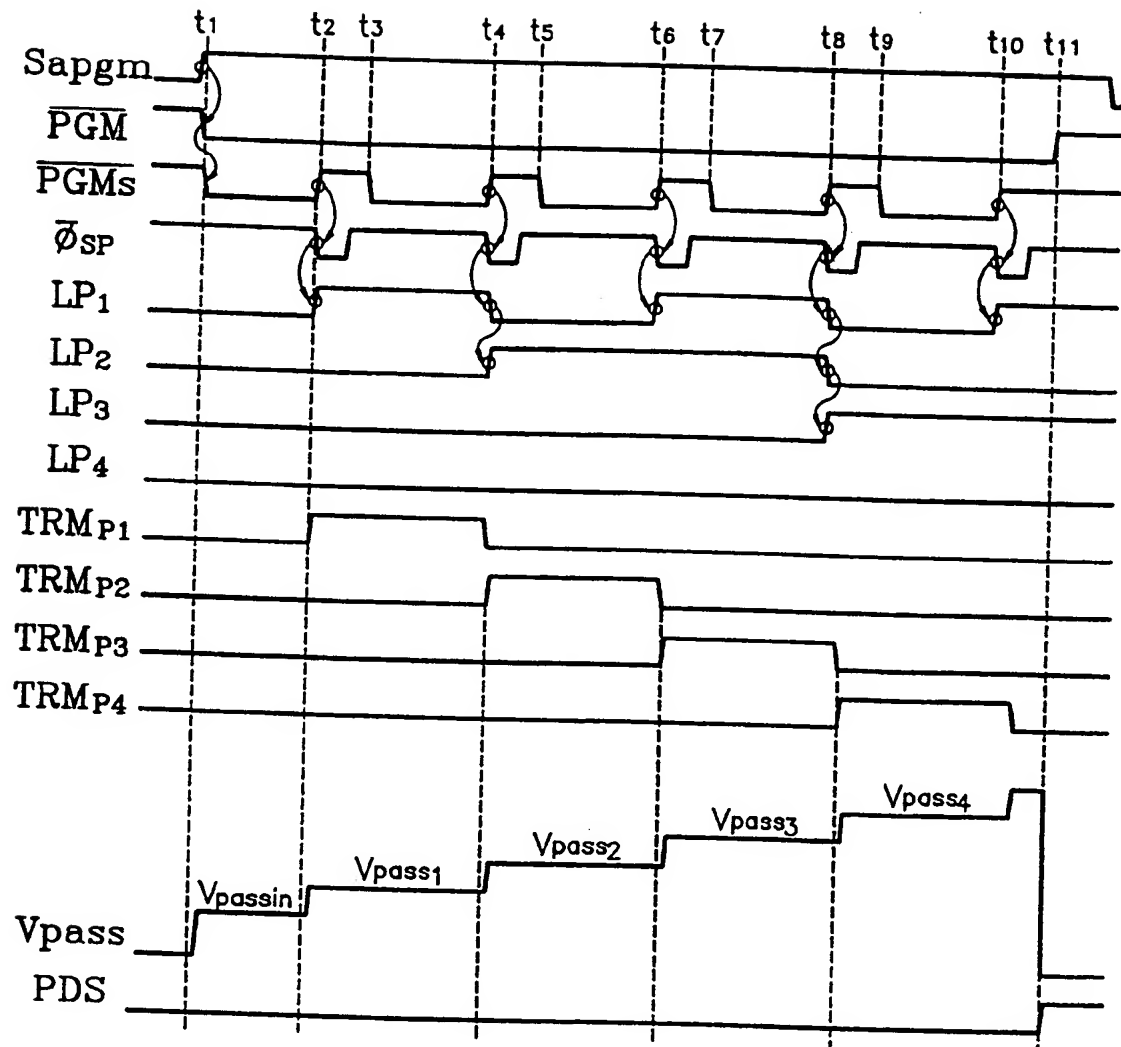 t1 t2 t3 t4 t5 t6 t7 t8 t9 t10 t11
Sapgm
PGM
PGMs
φ̄SP
LP1
LP2
LP3
LP4
TRMP1
TRMP2
TRMP3
TRMP4
Vpassin Vpass1 Vpass2 Vpass3 Vpass4
Vpass
PDS